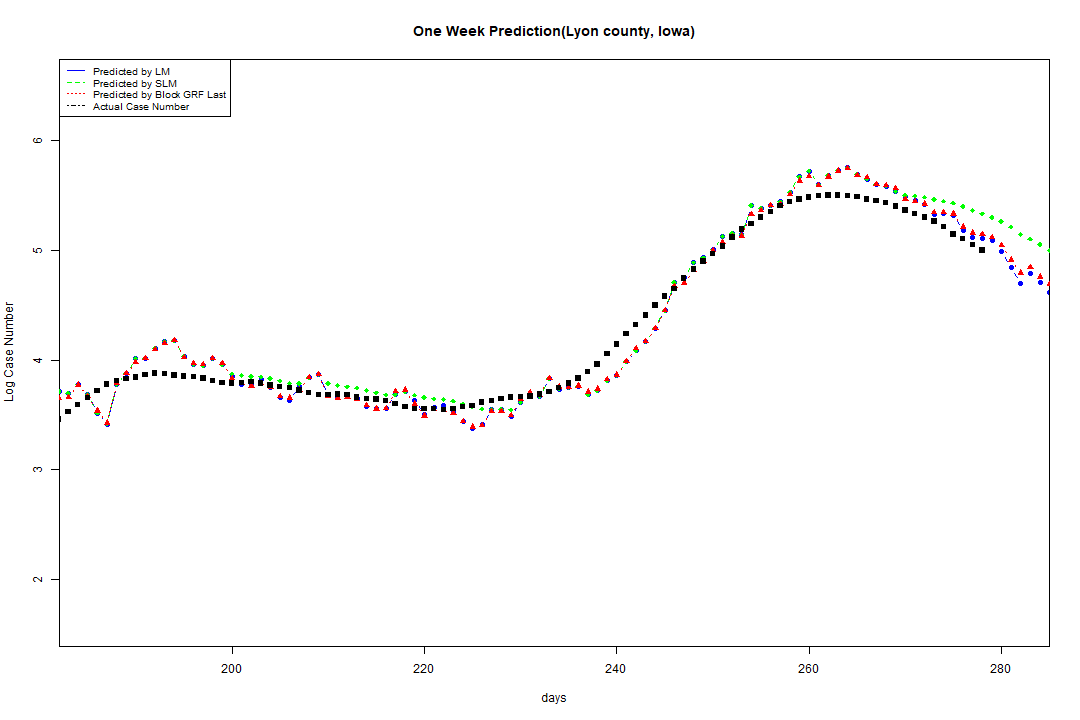 One Week Prediction(Lyon county, Iowa)
Predicted by LM
Predicted by SLM
Predicted by Block GRF Last
Actual Case Number
6
5
4
3
2
Log Case Number
200 220 240 260 280
days